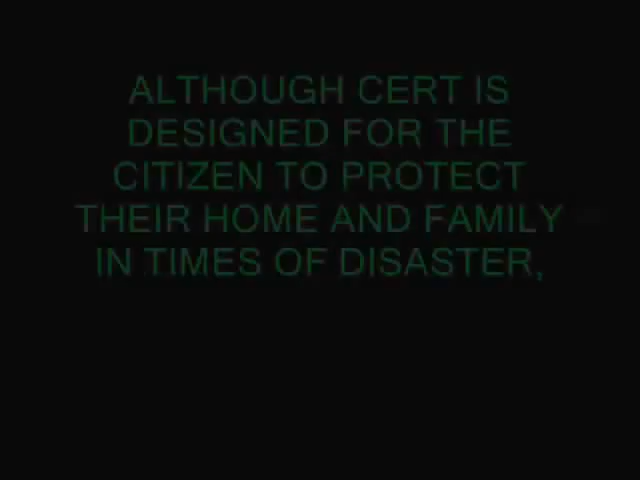 ALTHOUGH CERT IS
DESIGNED FOR THE
CITIZEN TO PROTECT
THEIR HOME AND FAMILY
IN TIMES OF DISASTER,